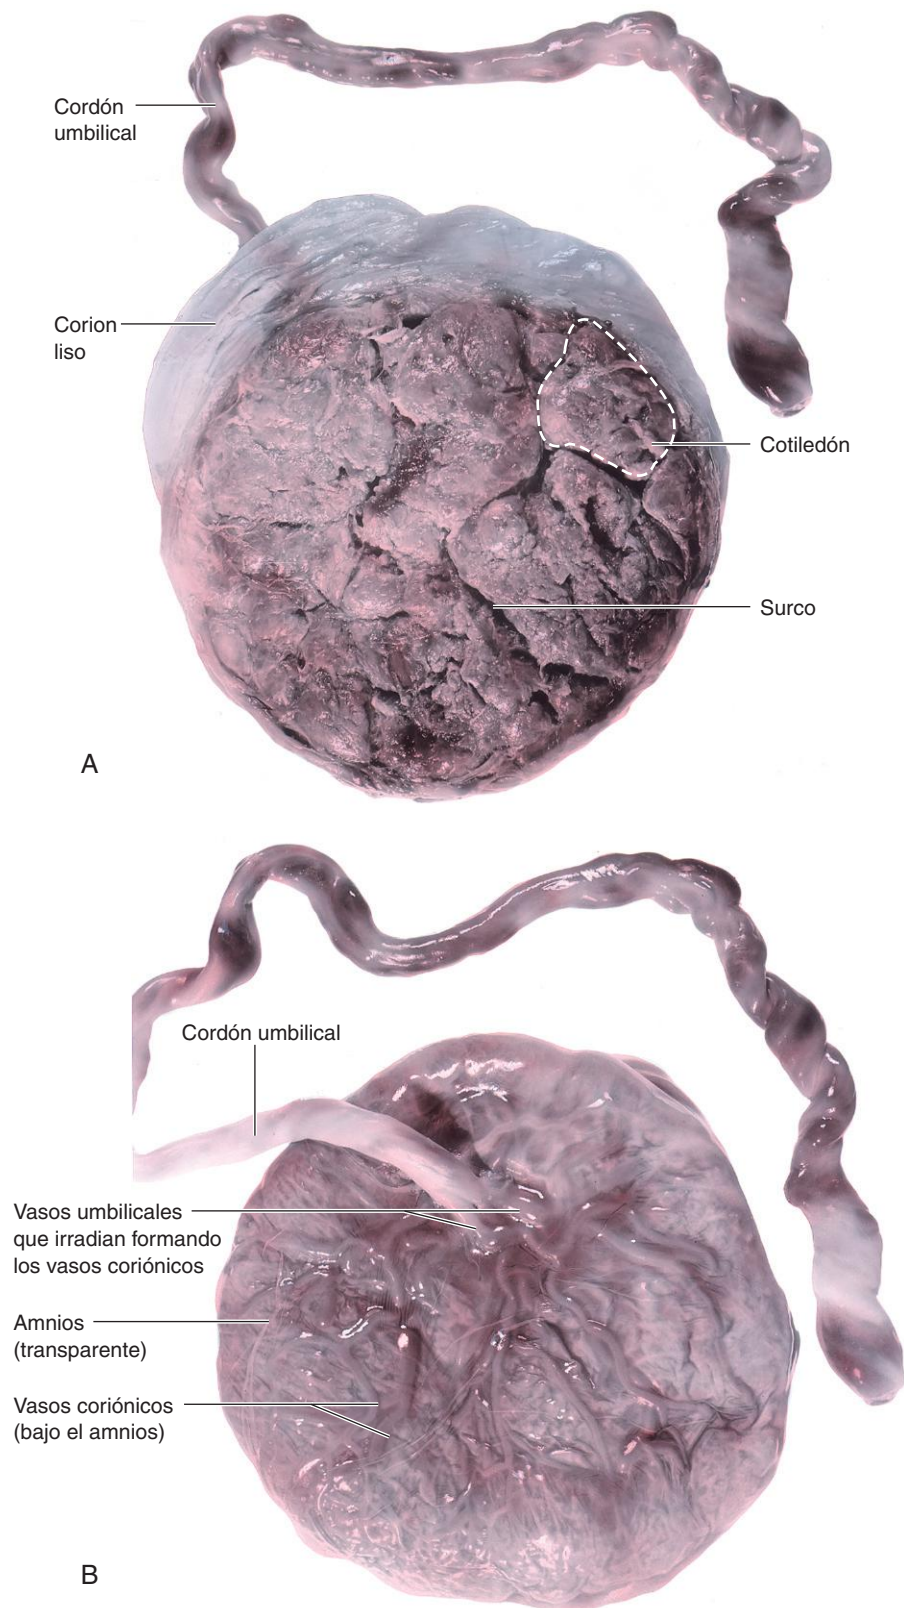 Cordón
umbilical
Corion
liso
Cotiledón
Surco
A
Cordón umbilical
Vasos umbilicales
que irradian formando
los vasos coriónicos
Amnios
(transparente)
Vasos coriónicos
(bajo el amnios)
B